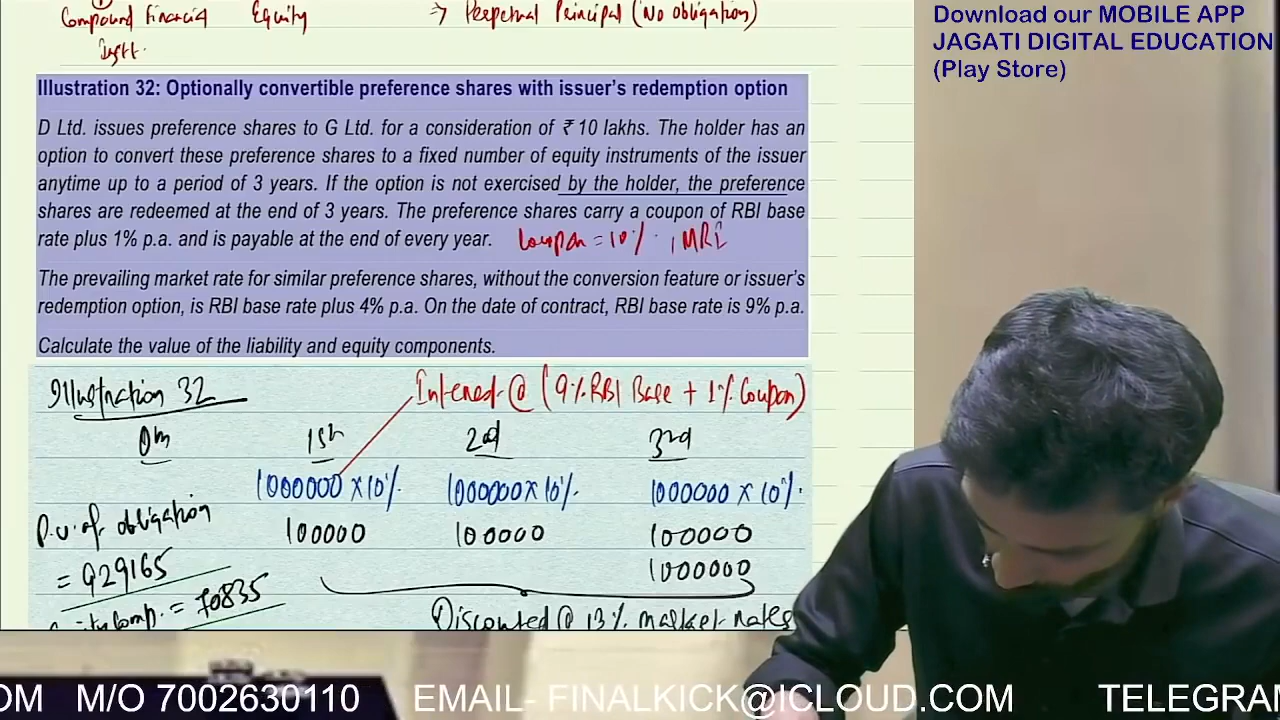 Compound Financial Equity ⇒ Perpetual Principal (No obligation)
Instt.
Download our MOBILE APP
JAGATI DIGITAL EDUCATION
(Play Store)
Illustration 32: Optionally convertible preference shares with issuer's redemption option
D Ltd. issues preference shares to G Ltd. for a consideration of ₹ 10 lakhs. The holder has an
option to convert these preference shares to a fixed number of equity instruments of the issuer
anytime up to a period of 3 years. If the option is not exercised by the holder, the preference
shares are redeemed at the end of 3 years. The preference shares carry a coupon of RBI base
rate plus 1% p.a. and is payable at the end of every year. Coupon = 10%.
The prevailing market rate for similar preference shares, without the conversion feature or issuer's
redemption option, is RBI base rate plus 4% p.a. On the date of contract, RBI base rate is 9% p.a.
Calculate the value of the liability and equity components.
Illustration 32 Interest @ (9% RBI Base + 1% Coupon)
0th 1st 2nd 3rd
1000000 x 10% 1000000 x 10% 1000000 x 10%
P.v. of obligation 100000 100000 100000
= 929165 1000000
comp. = 70835 Discounted @ 13% market rates
OM M/O 7002630110 EMAIL- FINALKICK@ICLOUD.COM TELEGRA